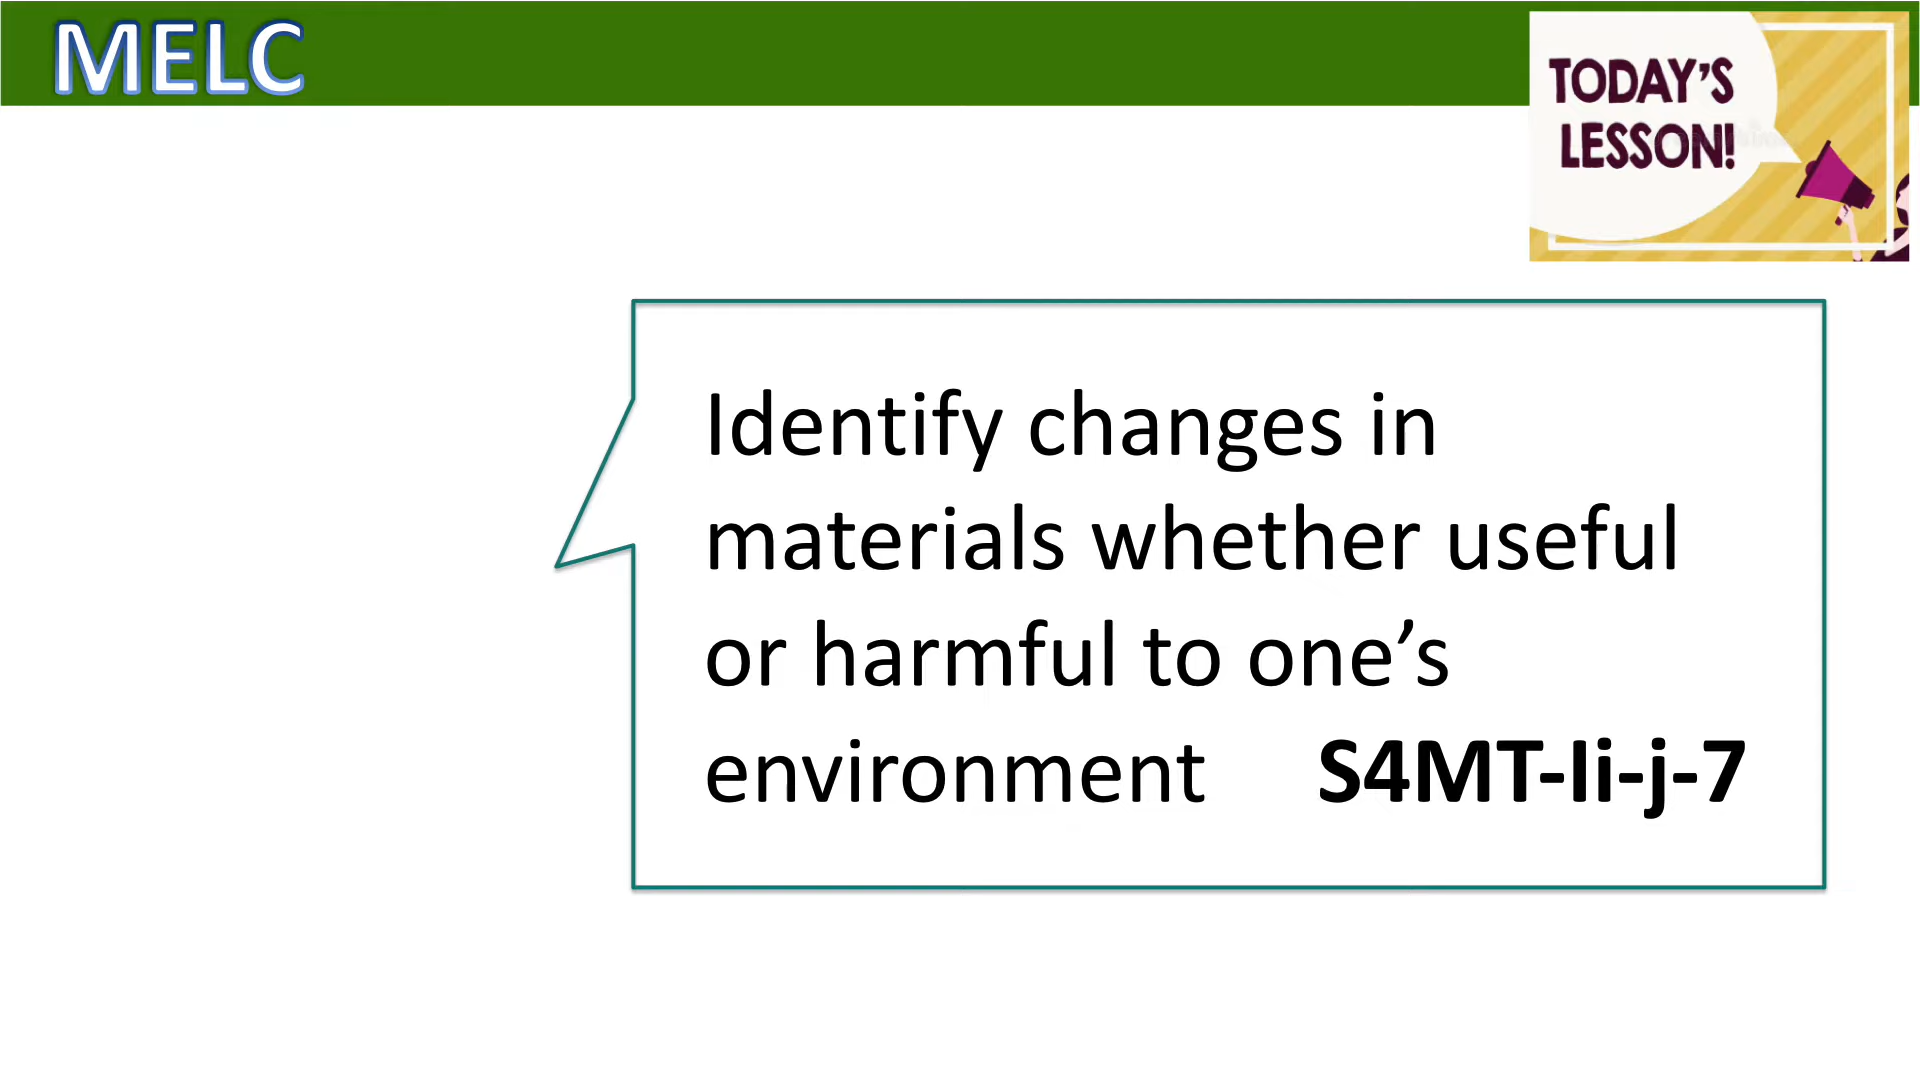 MELC
TODAY'S
LESSON!
Identify changes in
materials whether useful
or harmful to one’s
environment S4MT-Ii-j-7